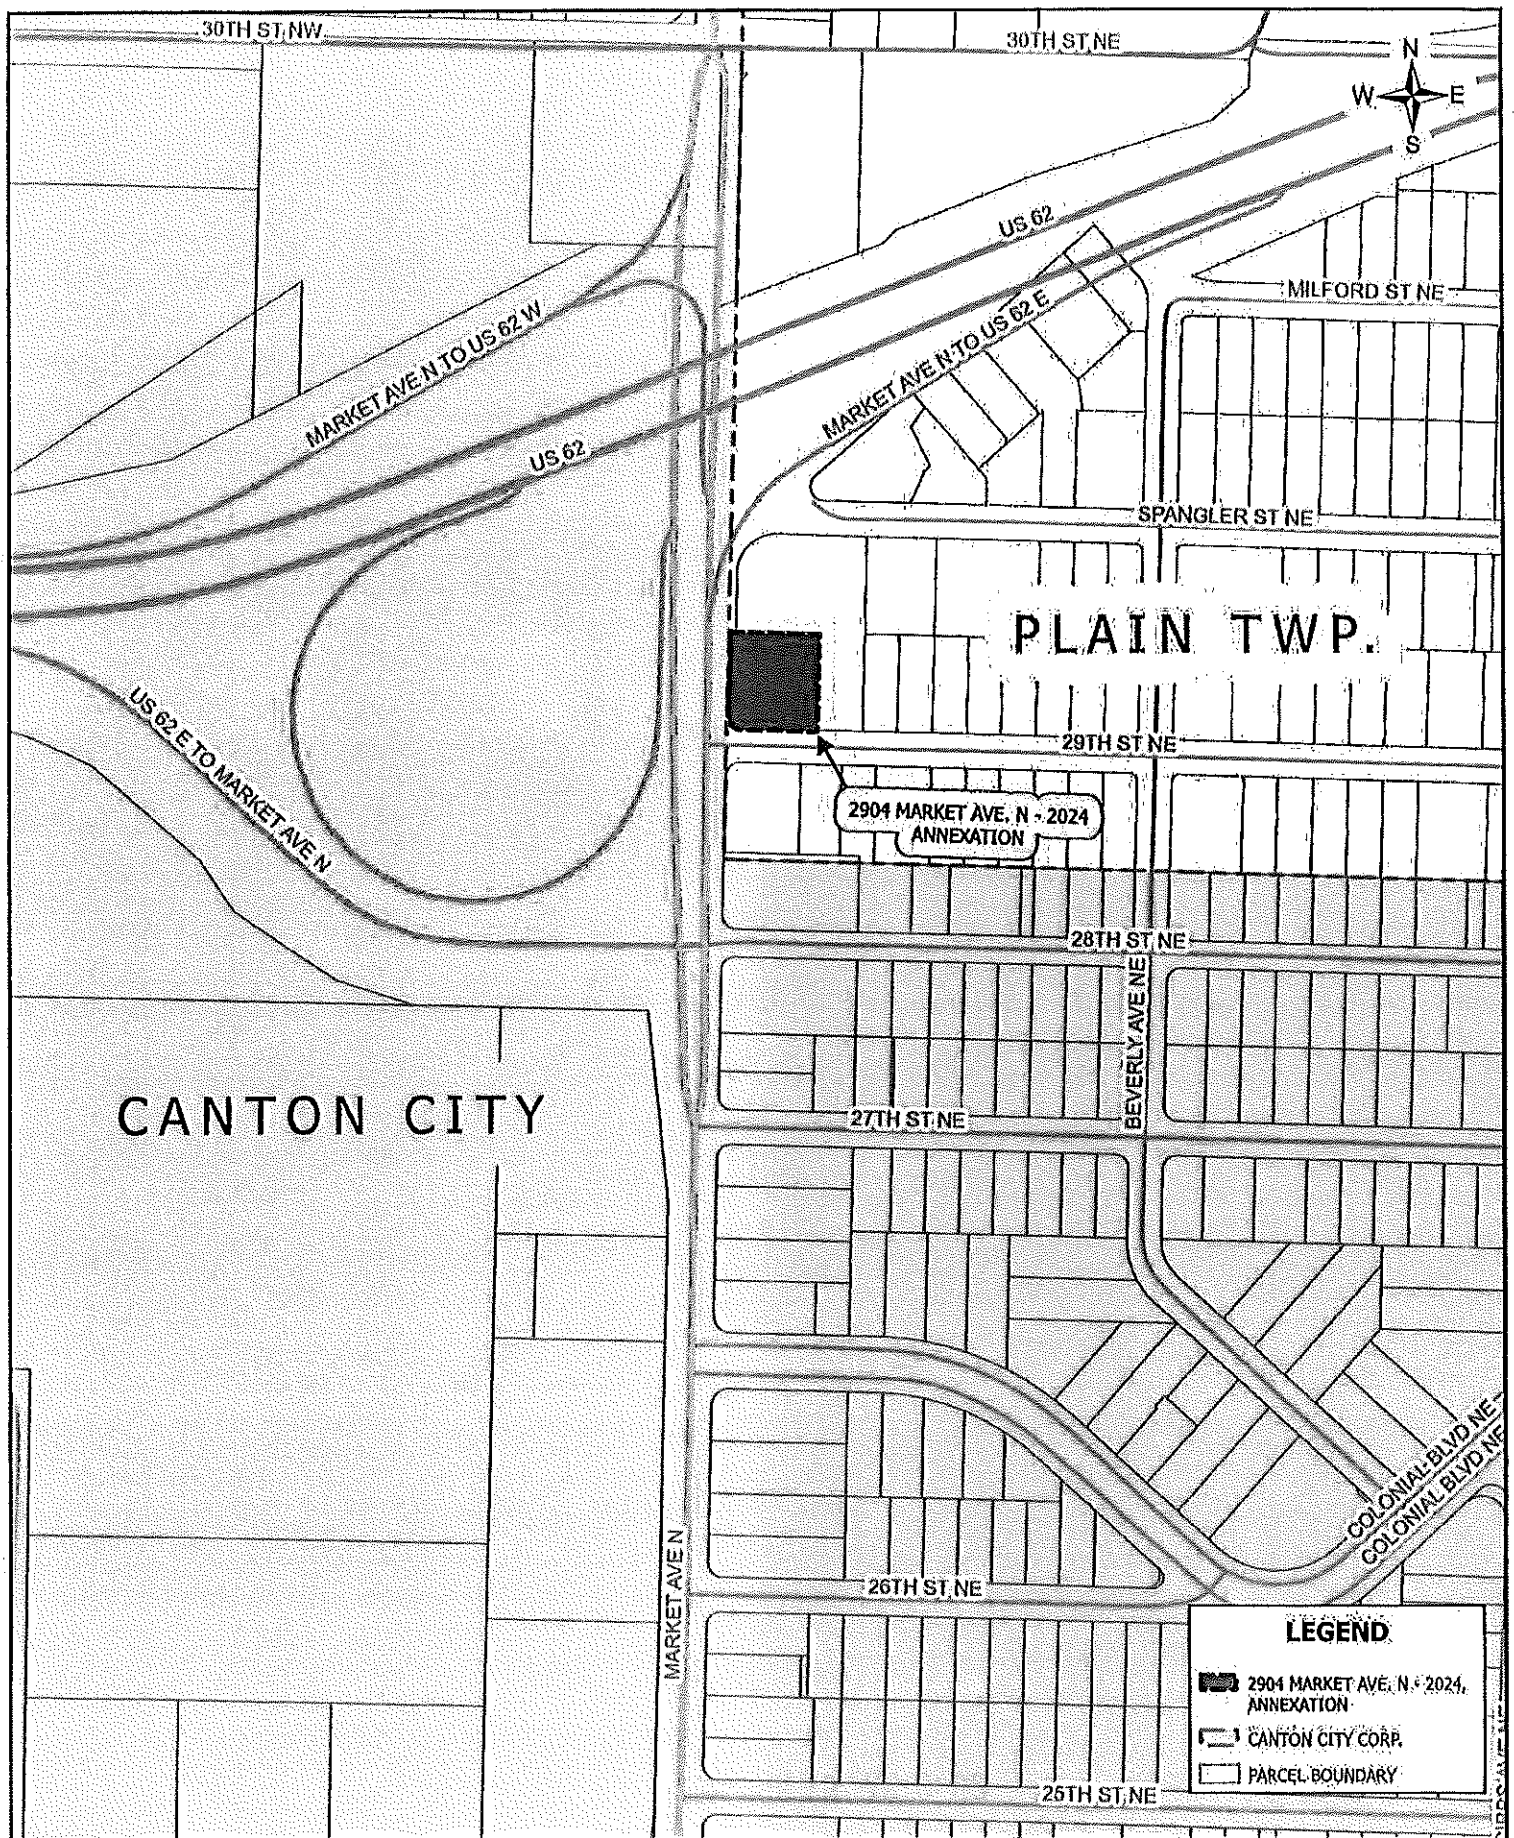 30TH ST NW
30TH ST NE
N
W
E
S
US 62
MILFORD ST NE
MARKET AVE N TO US 62 W
MARKET AVE N TO US 62 E
US 62
SPANGLER ST NE
PLAIN TWP.
US 62 E TO MARKET AVE N
29TH ST NE
2904 MARKET AVE, N - 2024
ANNEXATION
28TH ST NE
BEVERLY AVE NE
CANTON CITY
27TH ST NE
COLONIAL BLVD NE
COLONIAL BLVD NE
MARKET AVE N
26TH ST NE
LEGEND
2904 MARKET AVE, N - 2024,
ANNEXATION
CANTON CITY CORP.
PARCEL BOUNDARY
25TH ST NE